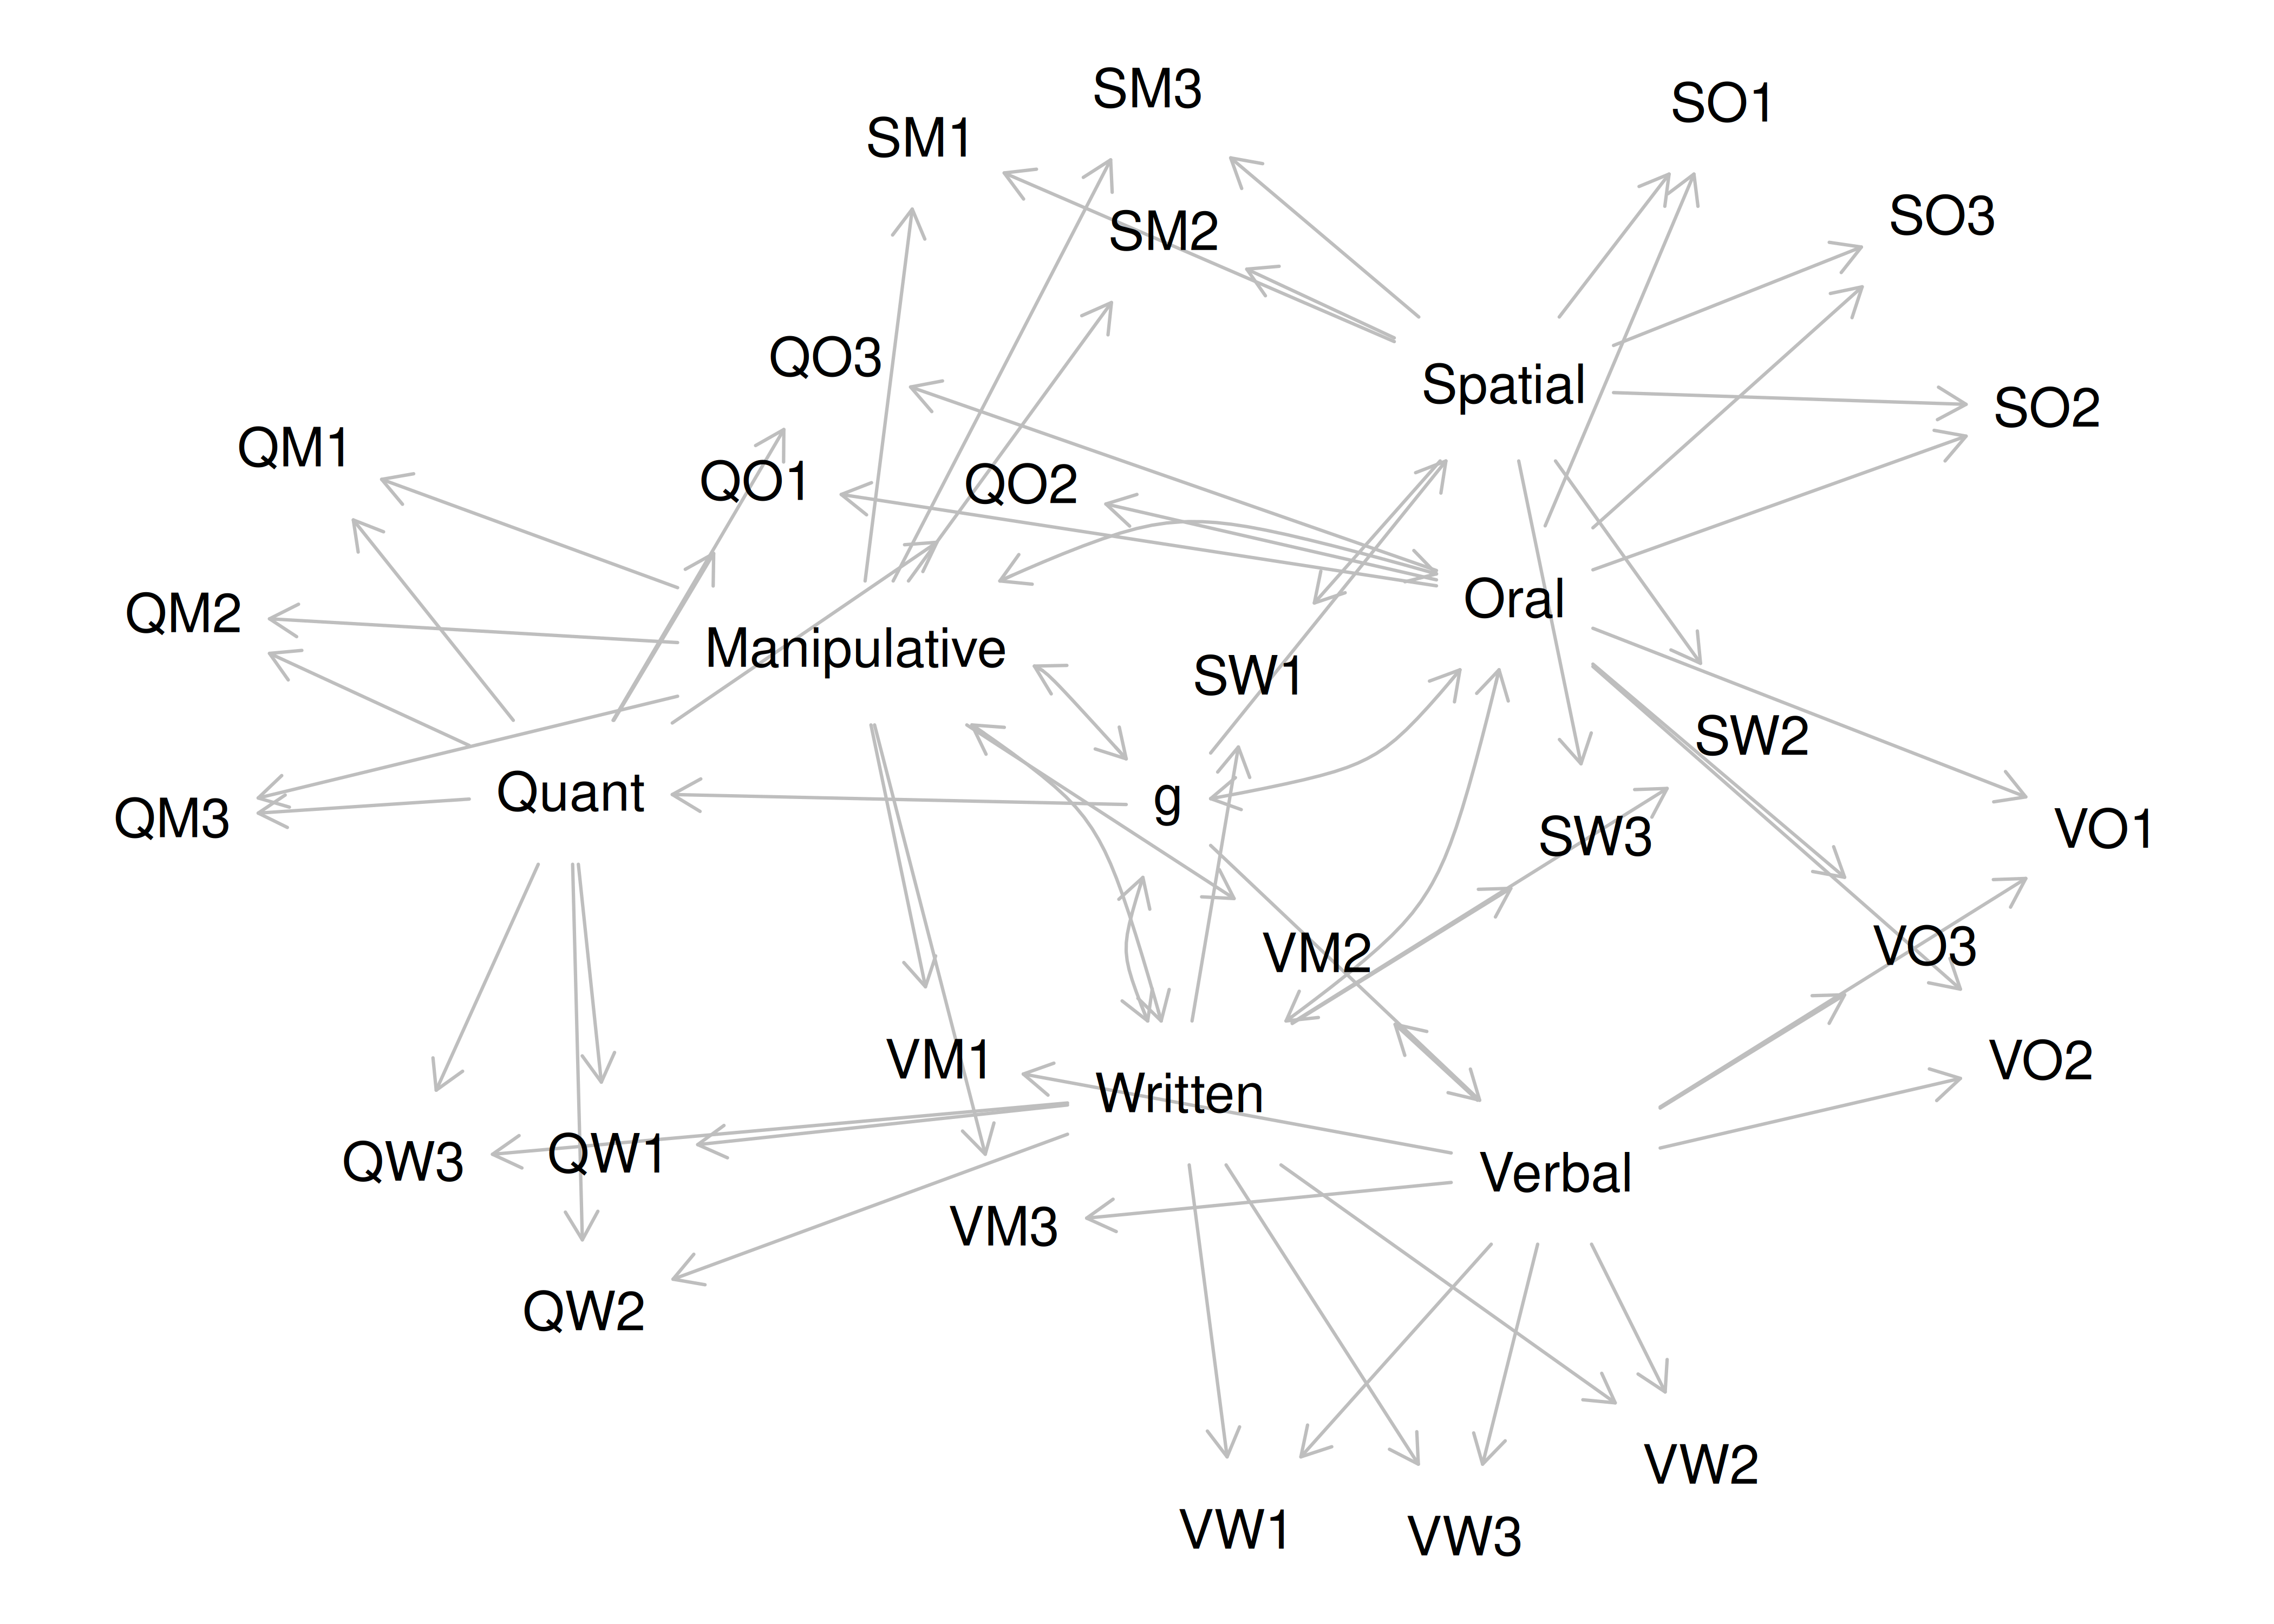 SM3
SO1
SM1
SO3
SM2
QO3
Spatial
SO2
QM1
QO1
QO2
Oral
QM2
Manipulative
SW1
SW2
Quant
g
QM3
VO1
SW3
VO3
VM2
VM1
VO2
Written
QW1
QW3
Verbal
VM3
QW2
VW2
VW1
VW3